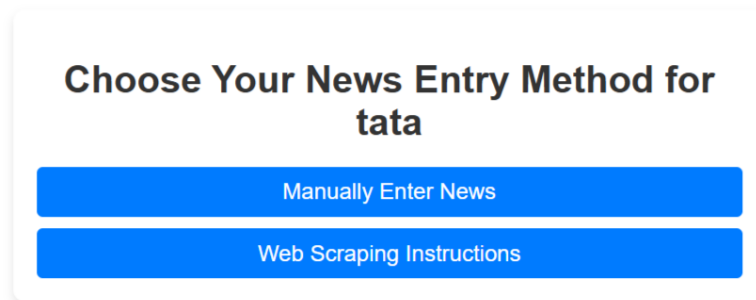 Choose Your News Entry Method for
tata
Manually Enter News
Web Scraping Instructions